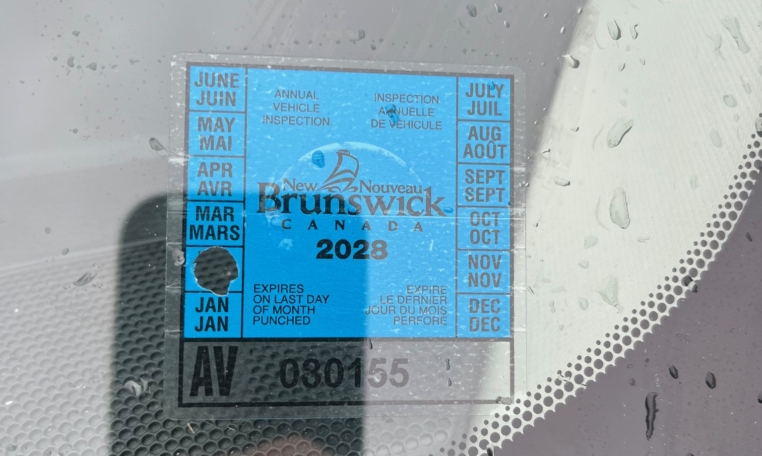 JUNE
JUIN
MAY
MAI
APR
AVR
MAR
MARS
JAN
JAN
ANNUAL
VEHICLE
INSPECTION
INSPECTION
ANNUELLE
DE VÉHICULE
New Nouveau
Brunswick
CANADA
2028
EXPIRES
ON LAST DAY
OF MONTH
PUNCHED
EXPIRE
LE DERNIER
JOUR DU MOIS
PERFORÉ
JULY
JUIL
AUG
AOÛT
SEPT
SEPT
OCT
OCT
NOV
NOV
DEC
DEC
AV 030155